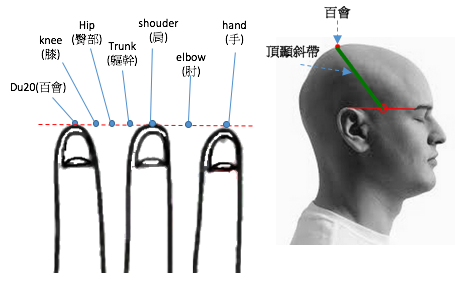 Hip
(臀部)
shouder
(肩)
hand
(手)
knee
(膝)
Trunk
(軀幹)
elbow
(肘)
Du20(百會)
百會
頂顳斜帶